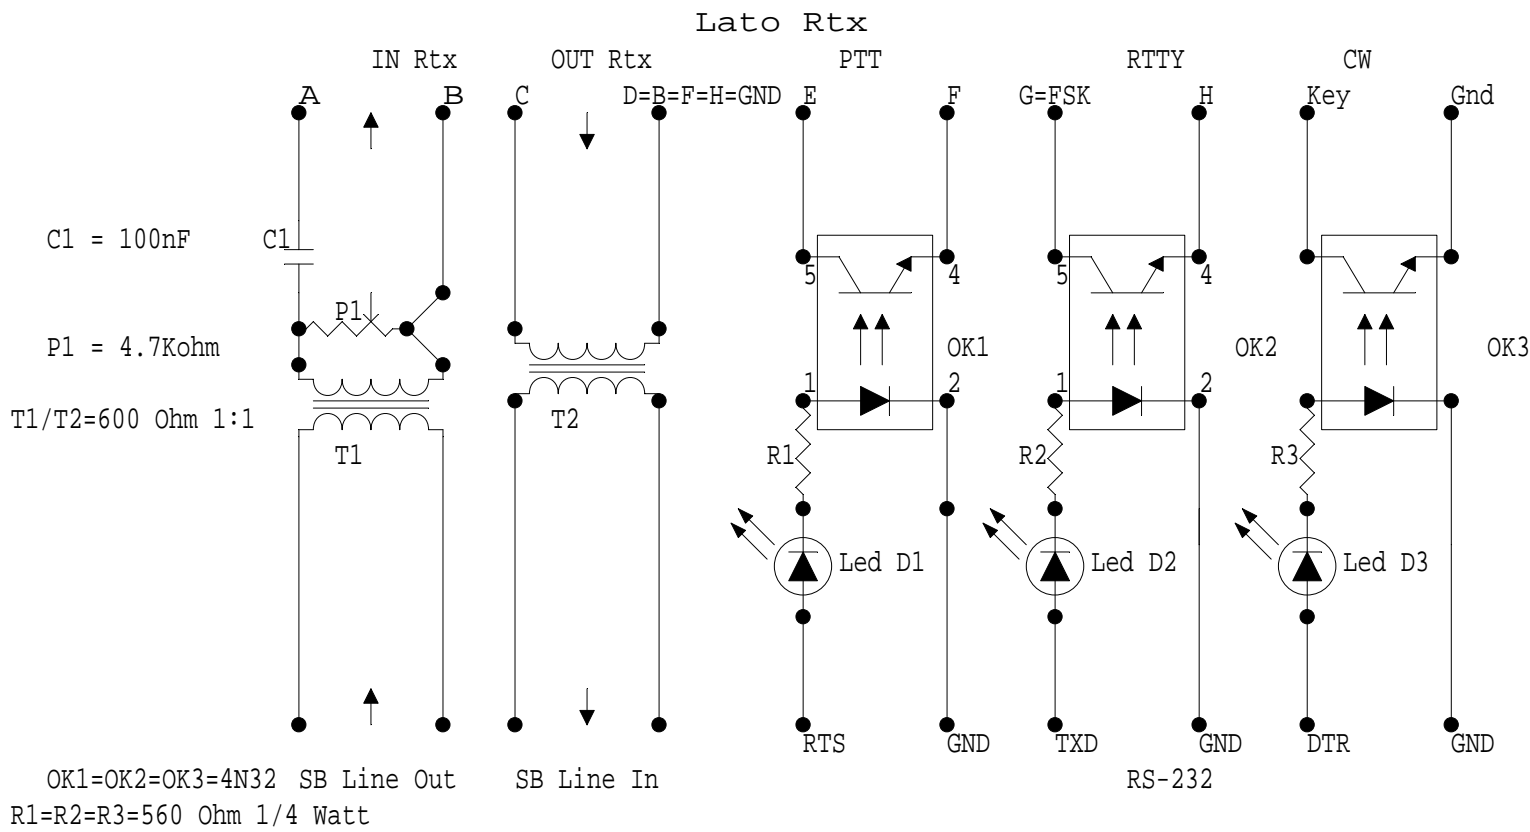 Lato Rtx
IN Rtx OUT Rtx PTT RTTY CW
A B C D=B=F=H=GND E F G=FSK H Key Gnd
C1 = 100nF C1
5 4 5 4
P1
P1 = 4.7Kohm OK1 OK2 OK3
1 2 1 2
T1/T2=600 Ohm 1:1 T2
T1 R1 R2 R3
Led D1 Led D2 Led D3
RTS GND TXD GND DTR GND
OK1=OK2=OK3=4N32 SB Line Out SB Line In RS-232
R1=R2=R3=560 Ohm 1/4 Watt